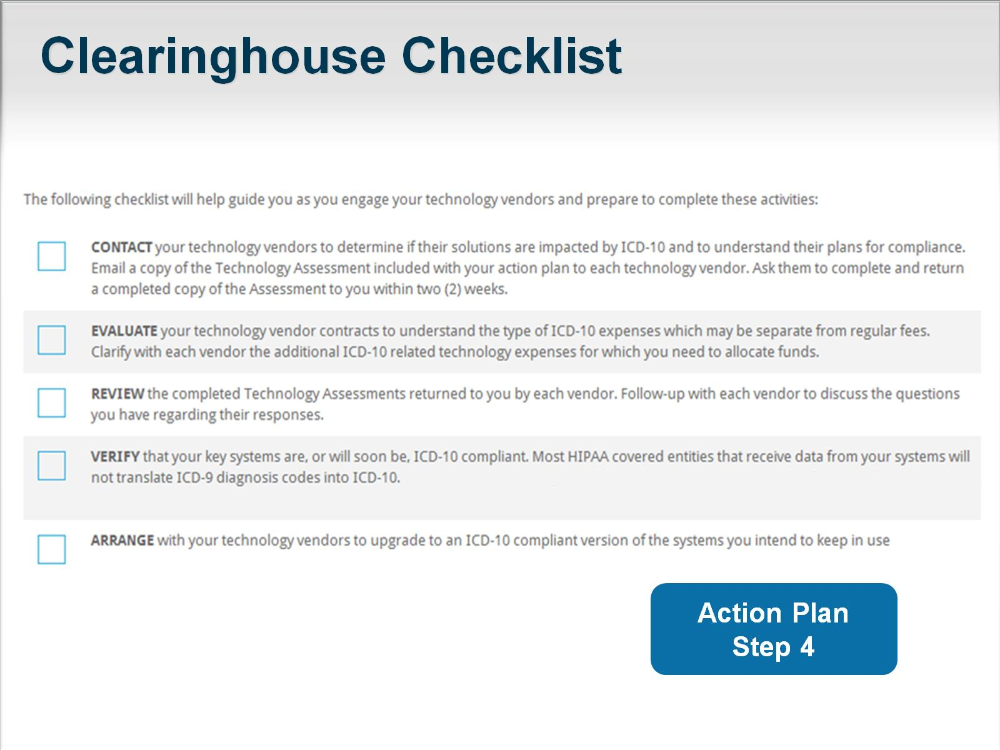 Clearinghouse Checklist
The following checklist will help guide you as you engage your technology vendors and prepare to complete these activities:
CONTACT your technology vendors to determine if their solutions are impacted by ICD-10 and to understand their plans for compliance.
Email a copy of the Technology Assessment included with your action plan to each technology vendor. Ask them to complete and return
a completed copy of the Assessment to you within two (2) weeks.
EVALUATE your technology vendor contracts to understand the type of ICD-10 expenses which may be separate from regular fees.
Clarify with each vendor the additional ICD-10 related technology expenses for which you need to allocate funds.
REVIEW the completed Technology Assessments returned to you by each vendor. Follow-up with each vendor to discuss the questions
you have regarding their responses.
VERIFY that your key systems are, or will soon be, ICD-10 compliant. Most HIPAA covered entities that receive data from your systems will
not translate ICD-9 diagnosis codes into ICD-10.
ARRANGE with your technology vendors to upgrade to an ICD-10 compliant version of the systems you intend to keep in use
Action Plan
Step 4